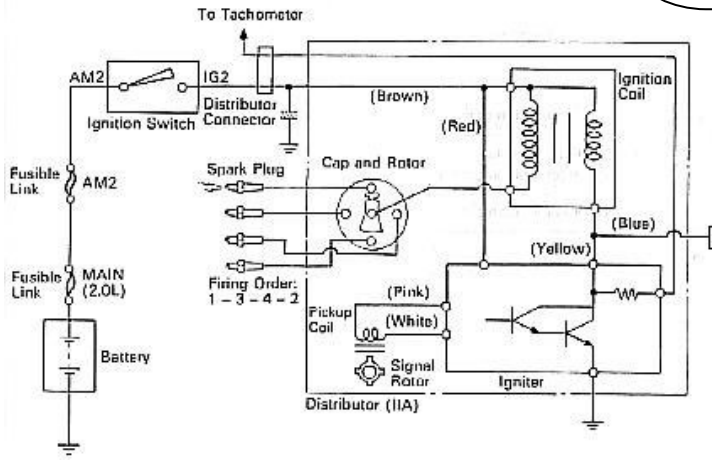 To Tachometer
AM2
IG2
Ignition Switch
Distributor
Connector
(Brown)
(Red)
Ignition
Coil
Fusible
Link
AM2
Spark Plug
Cap and Rotor
(Blue)
(Yellow)
Fusible
Link
MAIN
(2.0L)
Firing Order:
1 – 3 – 4 – 2
(Pink)
Pickup
Coil
(White)
Battery
Signal
Rotor
Igniter
Distributor (IIA)